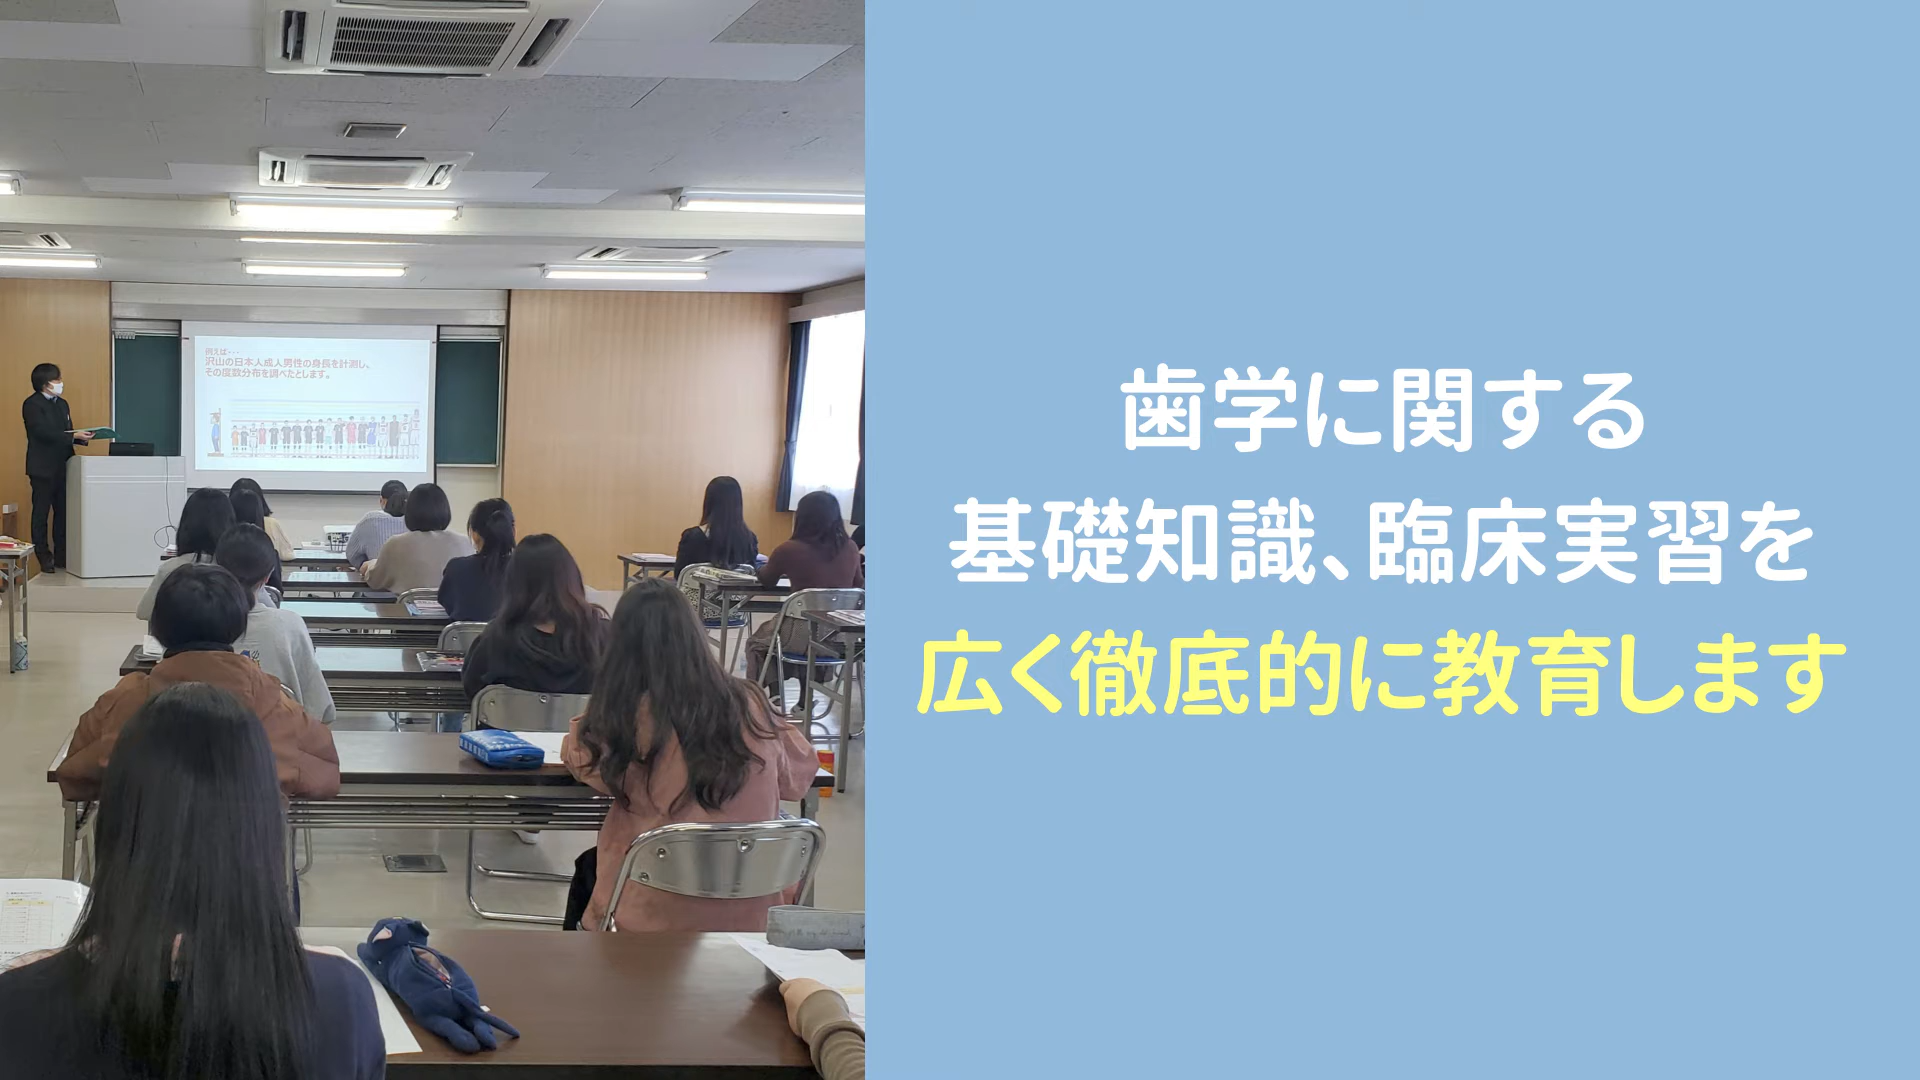 例えば・・・
沢山の日本人成人男性の身長を計測し、
その度数分布を調べたとします。
歯学に関する
基礎知識、臨床実習を
広く徹底的に教育します